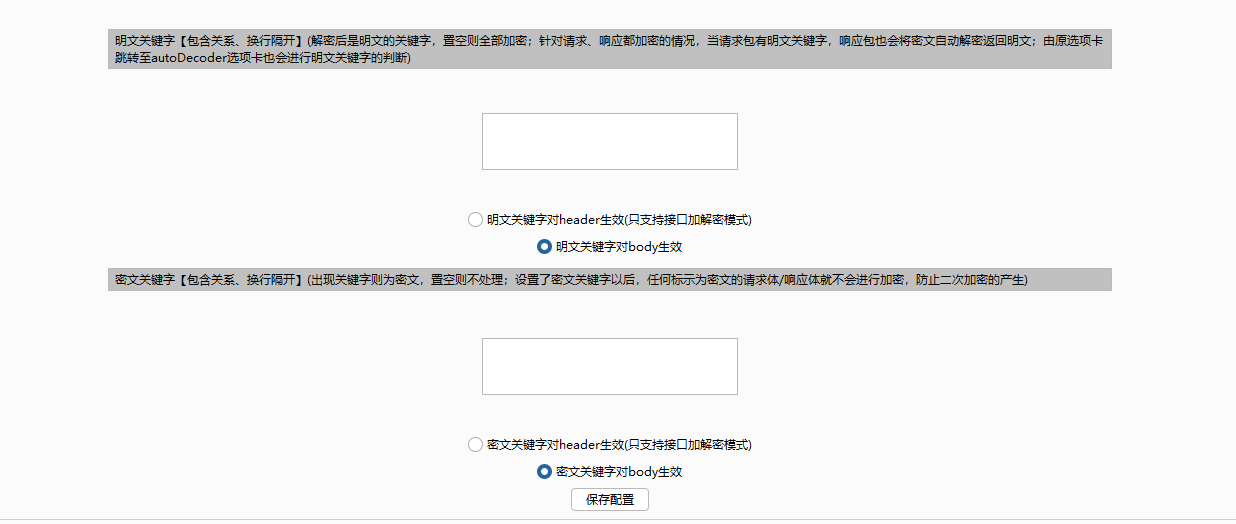 明文关键字【包含关系、换行隔开】(解密后是明文的关键字，置空则全部加密；针对请求、响应都加密的情况，当请求包有明文关键字，响应包也会将密文自动解密返回明文；由原选项卡
跳转至autoDecoder选项卡也会进行明文关键字的判断)
明文关键字对header生效(只支持接口加解密模式)
明文关键字对body生效
密文关键字【包含关系、换行隔开】(出现关键字则为密文，置空则不处理；设置了密文关键字以后，任何标示为密文的请求体/响应体就不会进行加密，防止二次加密的产生)
密文关键字对header生效(只支持接口加解密模式)
密文关键字对body生效
保存配置